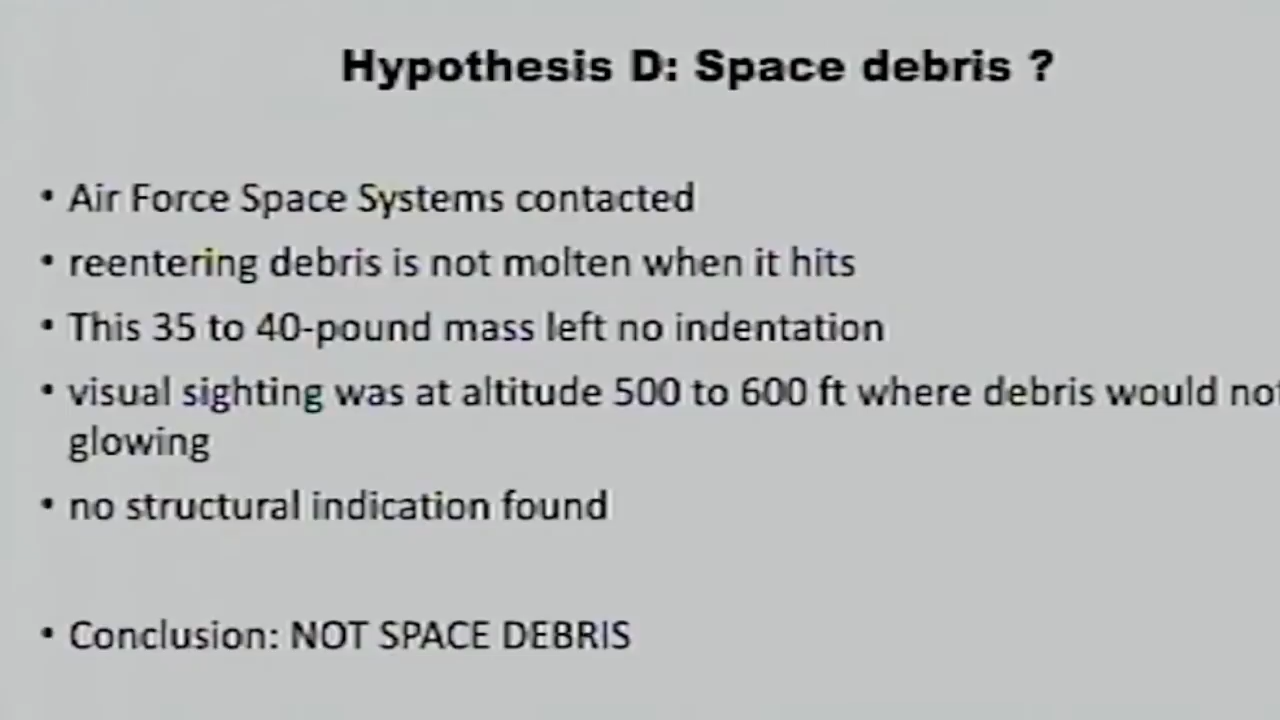 Hypothesis D: Space debris ?
• Air Force Space Systems contacted
• reentering debris is not molten when it hits
• This 35 to 40-pound mass left no indentation
• visual sighting was at altitude 500 to 600 ft where debris would not
glowing
• no structural indication found
• Conclusion: NOT SPACE DEBRIS